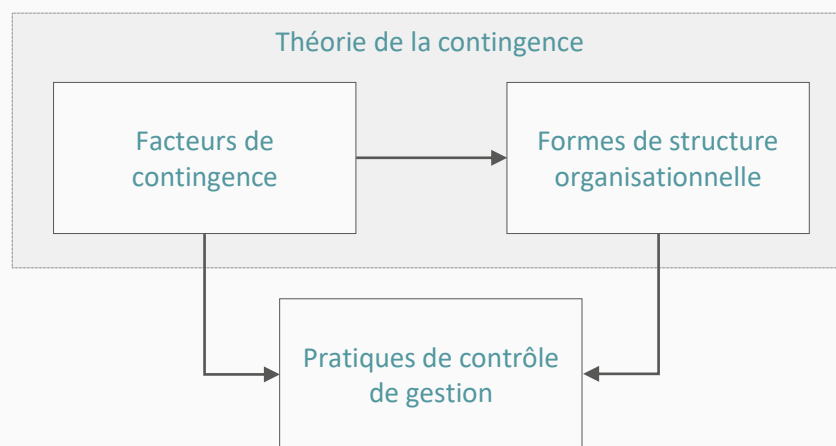 Théorie de la contingence
Facteurs de
contingence
Formes de structure
organisationnelle
Pratiques de contrôle
de gestion